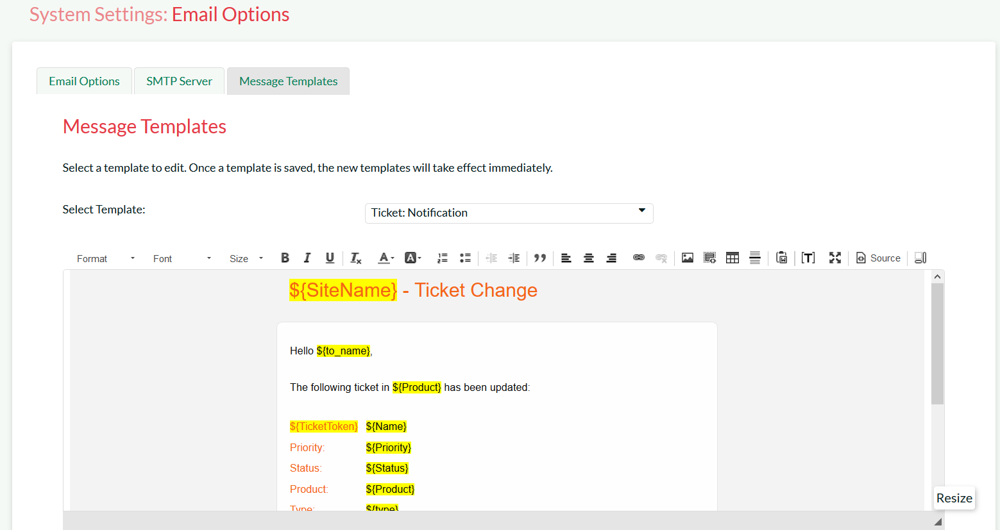 System Settings: Email Options
Email Options SMTP Server Message Templates
Message Templates
Select a template to edit. Once a template is saved, the new templates will take effect immediately.
Select Template: Ticket: Notification
Format Font Size B I U Source
${SiteName} - Ticket Change
Hello ${to_name},
The following ticket in ${Product} has been updated:
${TicketToken} ${Name}
Priority: ${Priority}
Status: ${Status}
Product: ${Product}
Type: ${type}
Resize